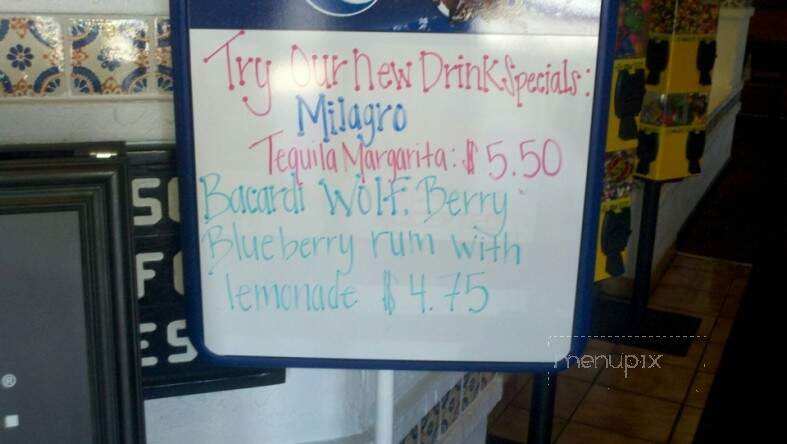 Try Our New Drink Specials:
Milagro
Tequila Margarita: $5.50
Bacardi Wolf Berry
Blueberry rum with
lemonade $4.75
F
ES
®
menupix